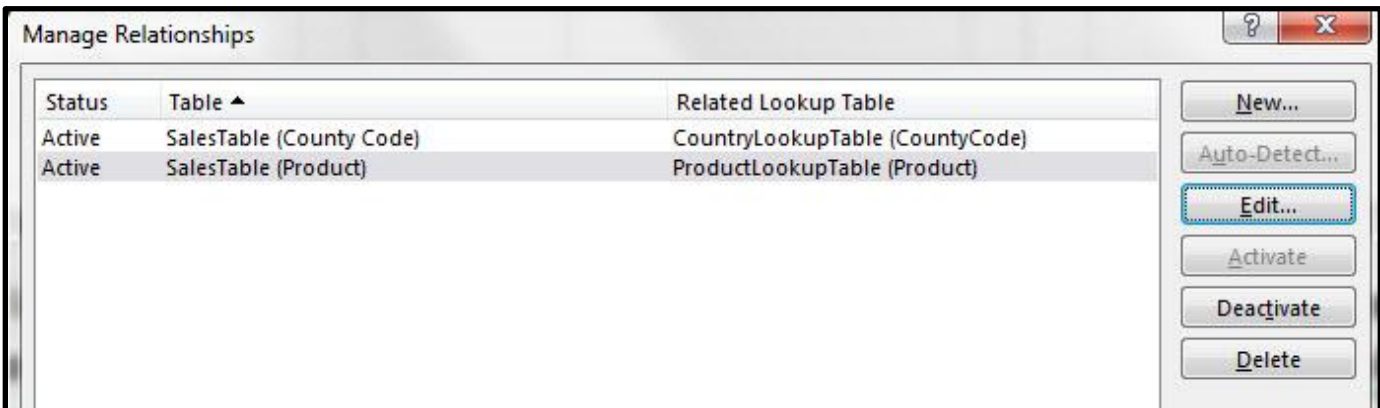 Manage Relationships
Status Table ▲ Related Lookup Table
Active SalesTable (County Code) CountryLookupTable (CountyCode)
Active SalesTable (Product) ProductLookupTable (Product)
New...
Auto-Detect...
Edit...
Activate
Deactivate
Delete